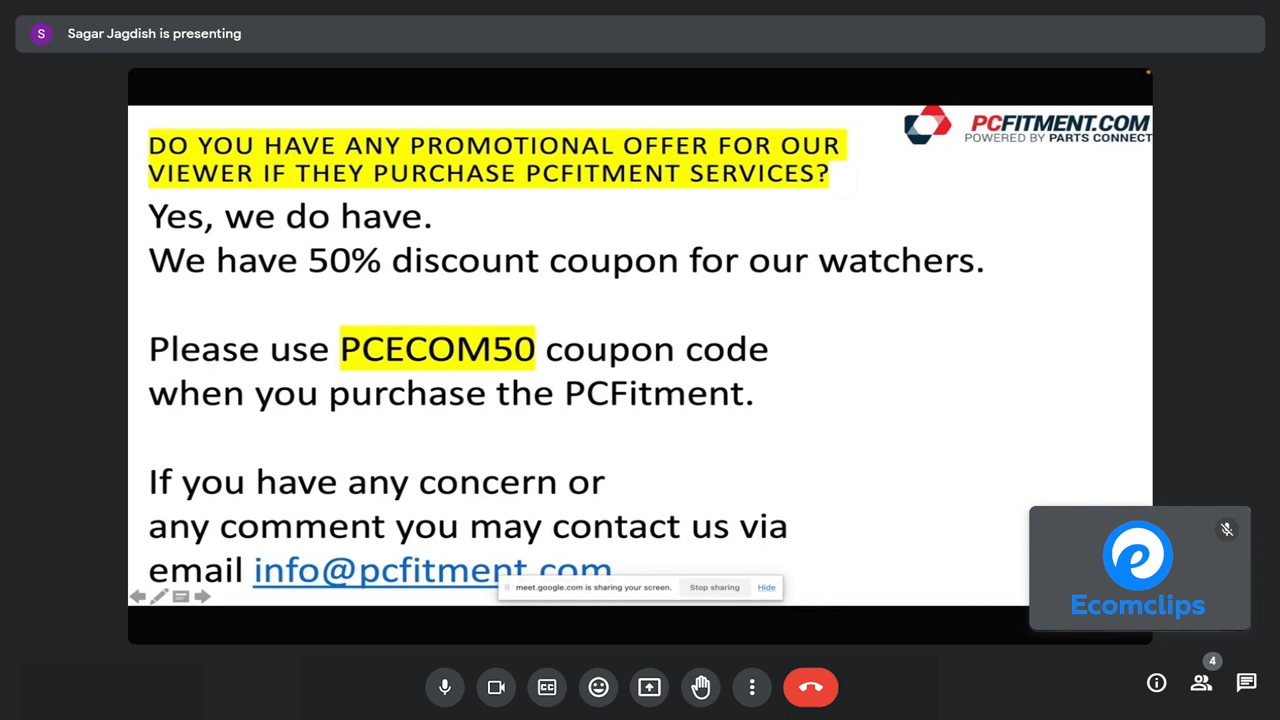 S
Sagar Jagdish is presenting
PCFITMENT.COM
POWERED BY PARTS CONNECT
DO YOU HAVE ANY PROMOTIONAL OFFER FOR OUR
VIEWER IF THEY PURCHASE PCFITMENT SERVICES?
Yes, we do have.
We have 50% discount coupon for our watchers.
Please use PCECOM50 coupon code
when you purchase the PCFitment.
If you have any concern or
any comment you may contact us via
email info@pcfitment.com
meet.google.com is sharing your screen. Stop sharing Hide
Ecomclips
CC
4